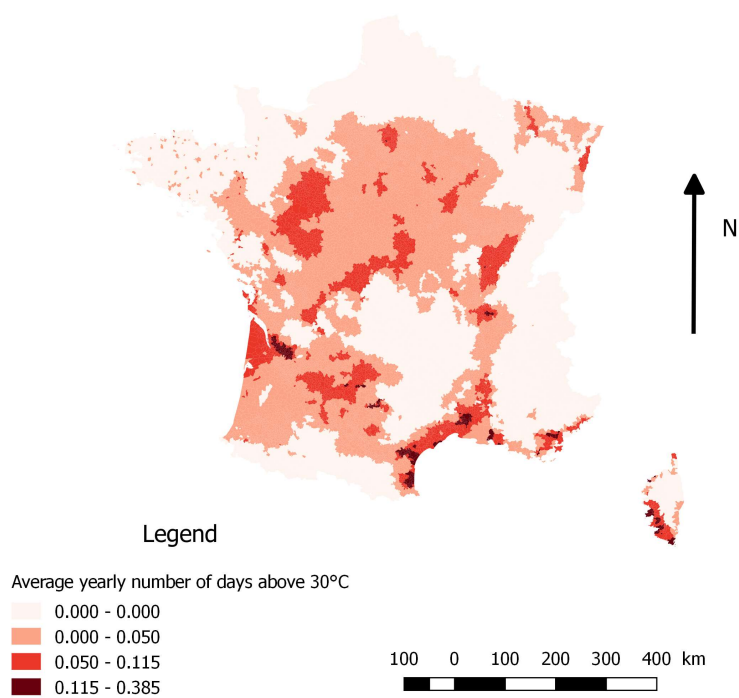 N
Legend
Average yearly number of days above 30°C
0.000 - 0.000
0.000 - 0.050
0.050 - 0.115
0.115 - 0.385
100 0 100 200 300 400 km